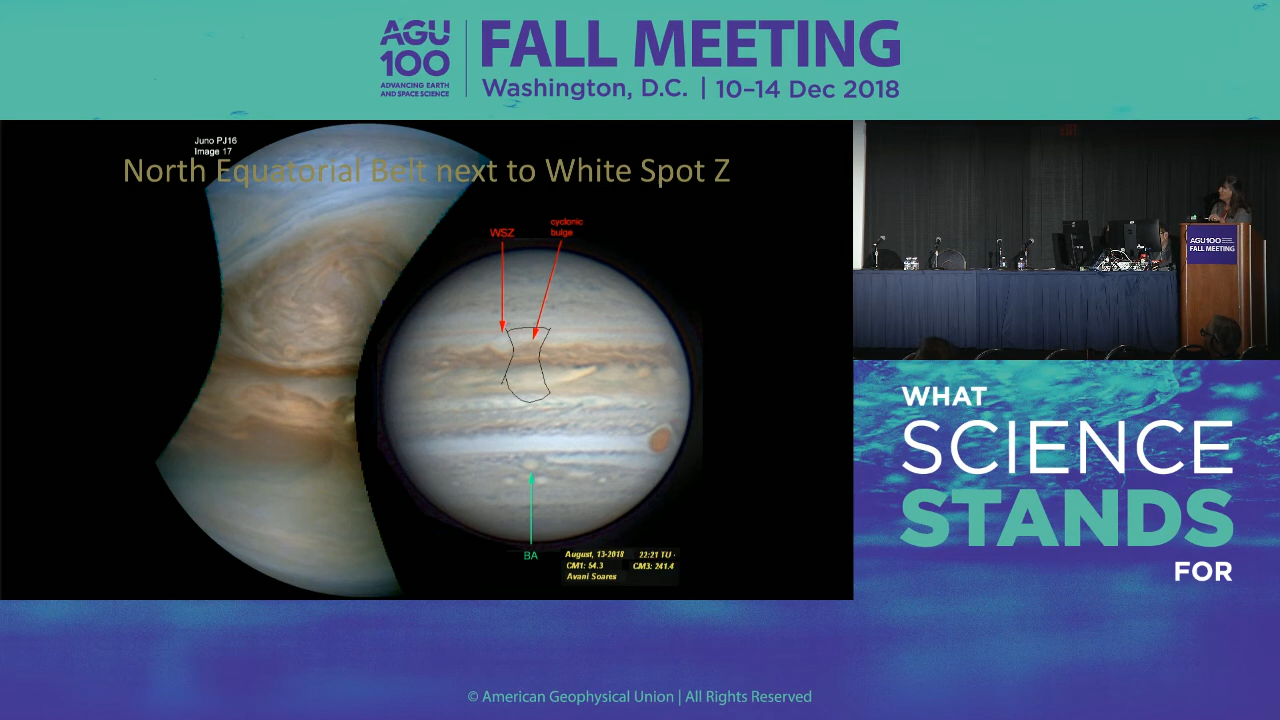 AGU
100
ADVANCING EARTH
AND SPACE SCIENCE
FALL MEETING
Washington, D.C. | 10–14 Dec 2018
Juno PJ16
Image 17
North Equatorial Belt next to White Spot Z
WSZ
cyclonic
bulge
BA
August, 13-2018 22:21 TU
CM1: 54.3 CM3: 241.4
Avani Soares
AGU100
FALL MEETING
WHAT
SCIENCE
STANDS
FOR
© American Geophysical Union | All Rights Reserved